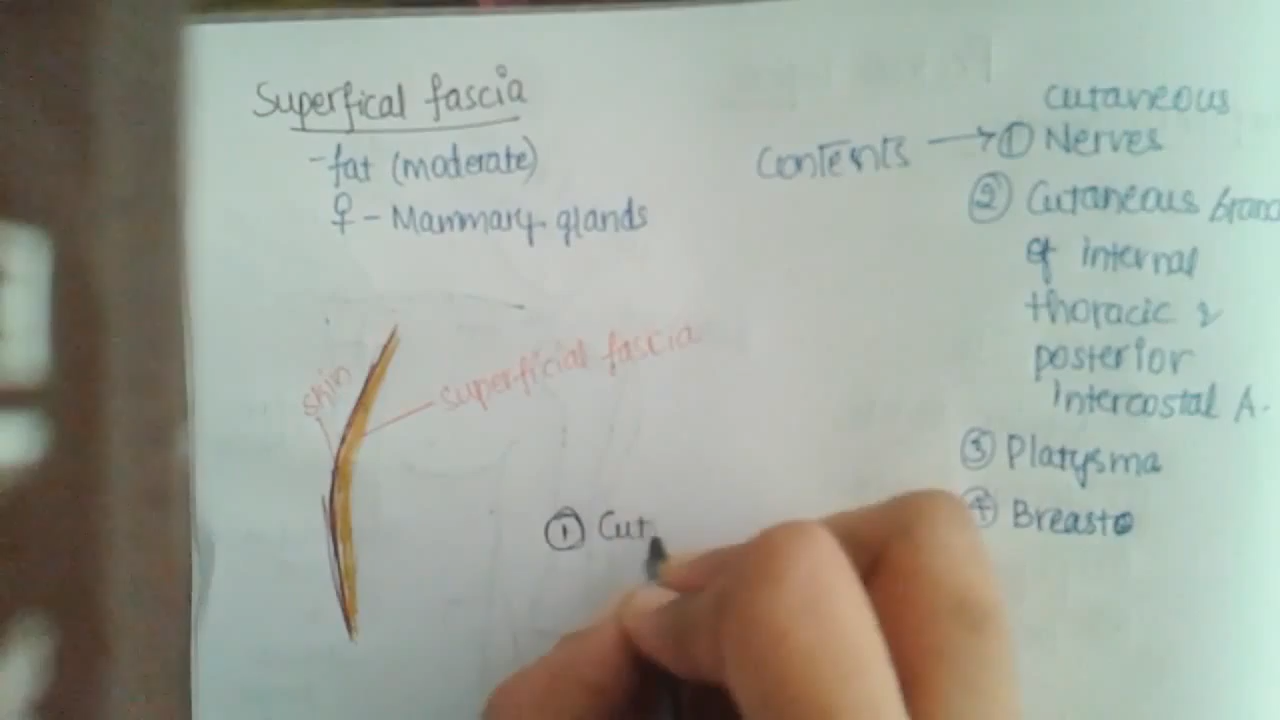 Superfical fascia
-fat (moderate)
♀ - Mammary glands
Contents → ① cutaneous
Nerves
② Cutaneous
of internal
thoracic &
posterior
intercostal A.
③ Platysma
④ Breast
skin
superficial fascia
① Cut